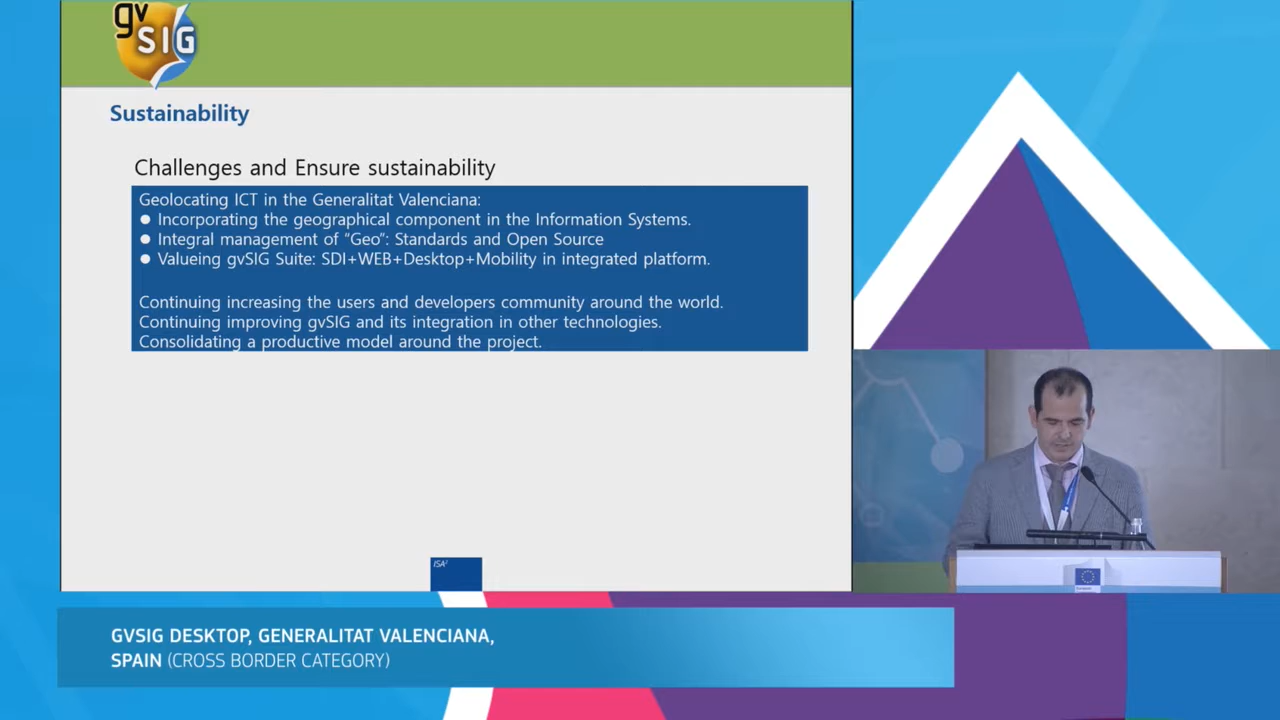 gv
SIG
Sustainability
Challenges and Ensure sustainability
Geolocating ICT in the Generalitat Valenciana:
● Incorporating the geographical component in the Information Systems.
● Integral management of "Geo": Standards and Open Source
● Valueing gvSIG Suite: SDI+WEB+Desktop+Mobility in integrated platform.
Continuing increasing the users and developers community around the world.
Continuing improving gvSIG and its integration in other technologies.
Consolidating a productive model around the project.
ISA²
GVSIG DESKTOP, GENERALITAT VALENCIANA,
SPAIN (CROSS BORDER CATEGORY)